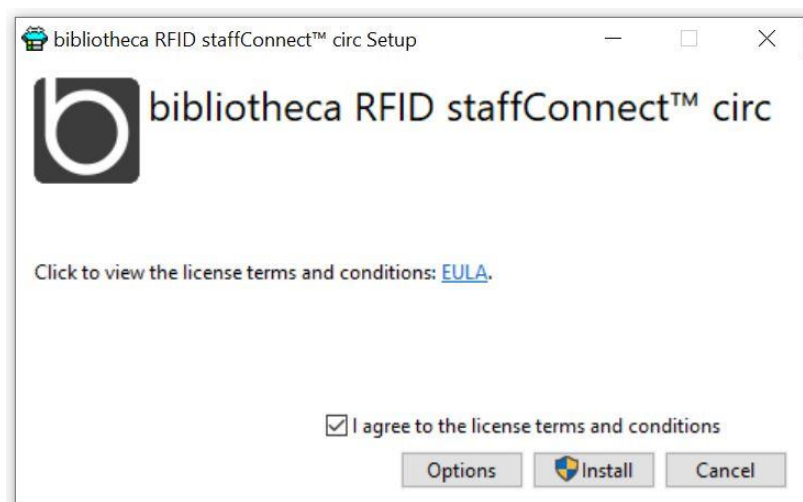 bibliotheca RFID staffConnect™ circ Setup
bibliotheca RFID staffConnect™ circ
Click to view the license terms and conditions: EULA.
I agree to the license terms and conditions
Options Install Cancel